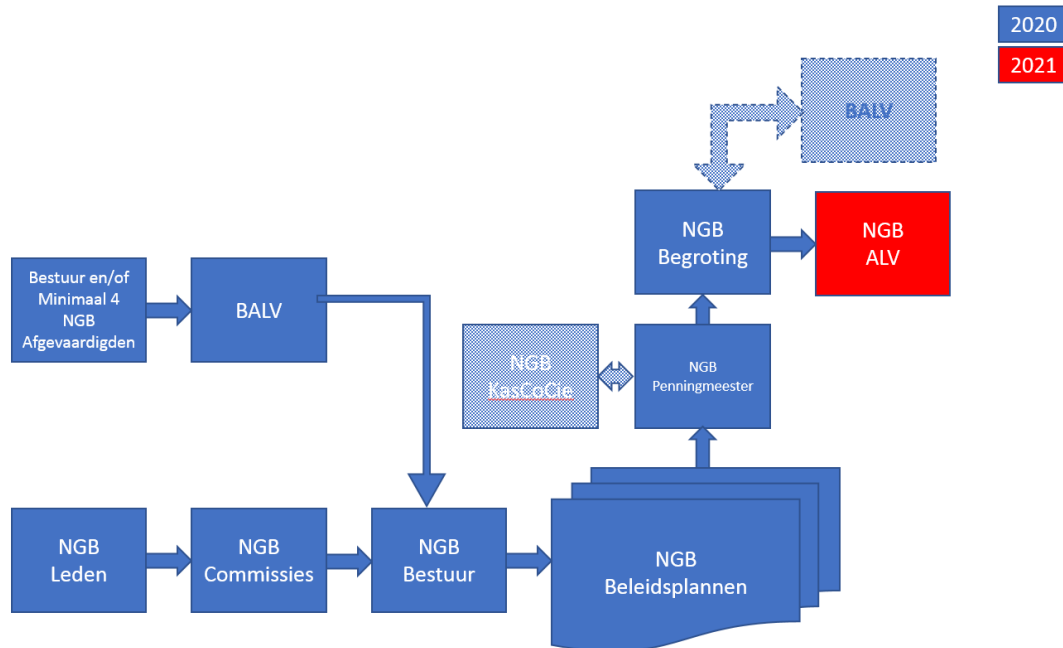 2020
2021
BALV
NGB
Begroting
NGB
ALV
Bestuur en/of
Minimaal 4
NGB
Afgevaardigden
BALV
NGB
KasCoCie
NGB
Penningmeester
NGB
Leden
NGB
Commissies
NGB
Bestuur
NGB
Beleidsplannen